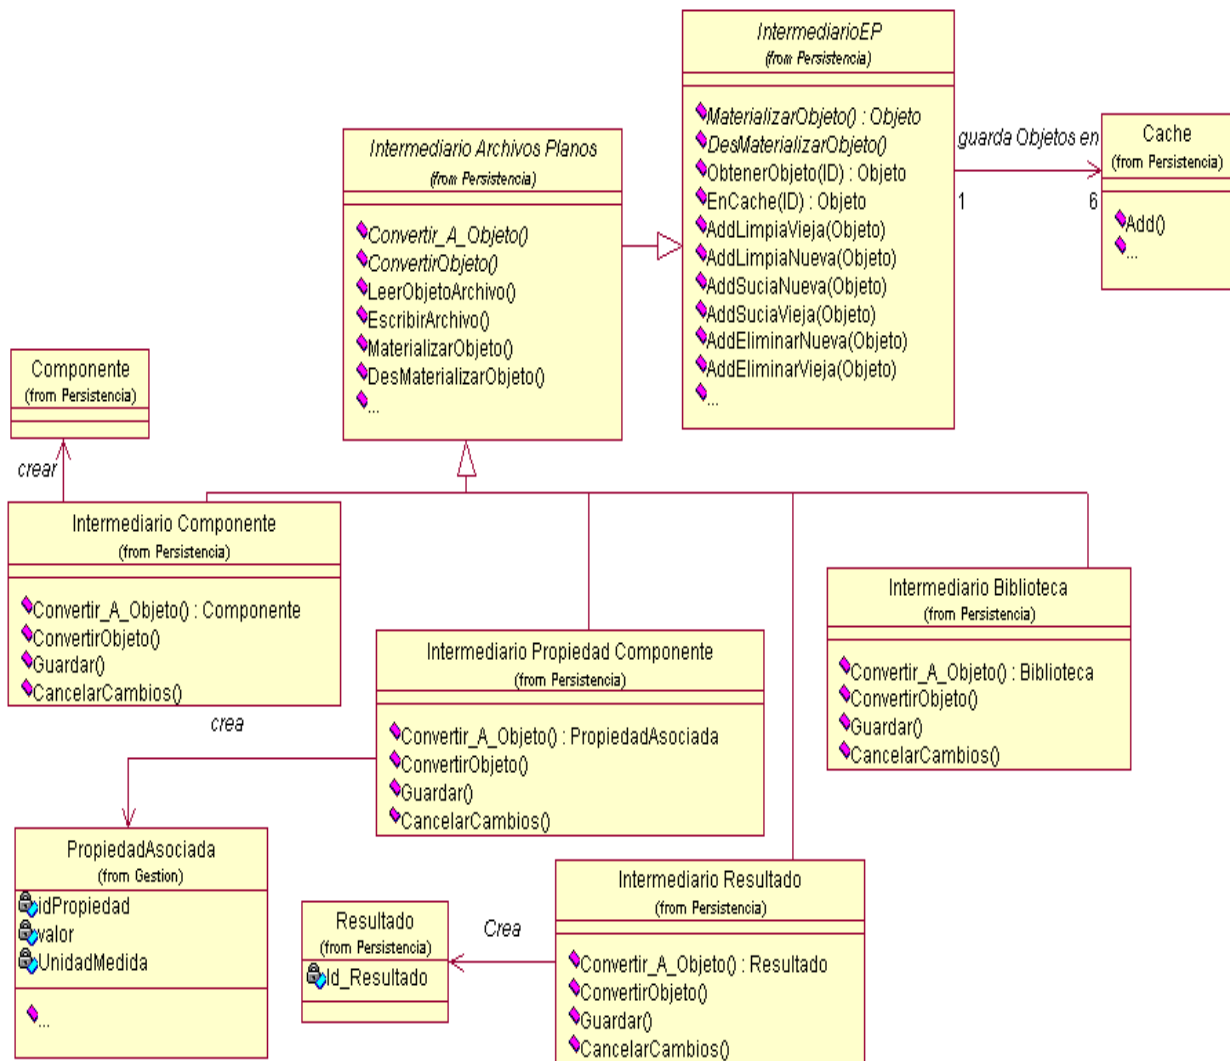 IntermediarioEP
(from Persistencia)
MaterializarObjeto() : Objeto
DesMaterializarObjeto()
ObtenerObjeto(ID) : Objeto
EnCache(ID) : Objeto
AddLimpiaVieja(Objeto)
AddLimpiaNueva(Objeto)
AddSuciaNueva(Objeto)
AddSuciaVieja(Objeto)
AddEliminarNueva(Objeto)
AddEliminarVieja(Objeto)
...
guarda Objetos en
1
6
Cache
(from Persistencia)
Add()
...
Intermediario Archivos Planos
(from Persistencia)
Convertir_A_Objeto()
ConvertirObjeto()
LeerObjetoArchivo()
EscribirArchivo()
MaterializarObjeto()
DesMaterializarObjeto()
...
Componente
(from Persistencia)
crear
Intermediario Componente
(from Persistencia)
Convertir_A_Objeto() : Componente
ConvertirObjeto()
Guardar()
CancelarCambios()
Intermediario Propiedad Componente
(from Persistencia)
Convertir_A_Objeto() : PropiedadAsociada
ConvertirObjeto()
Guardar()
CancelarCambios()
Intermediario Biblioteca
(from Persistencia)
Convertir_A_Objeto() : Biblioteca
ConvertirObjeto()
Guardar()
CancelarCambios()
crea
PropiedadAsociada
(from Gestion)
idPropiedad
valor
UnidadMedida
...
Resultado
(from Persistencia)
Id_Resultado
Crea
Intermediario Resultado
(from Persistencia)
Convertir_A_Objeto() : Resultado
ConvertirObjeto()
Guardar()
CancelarCambios()